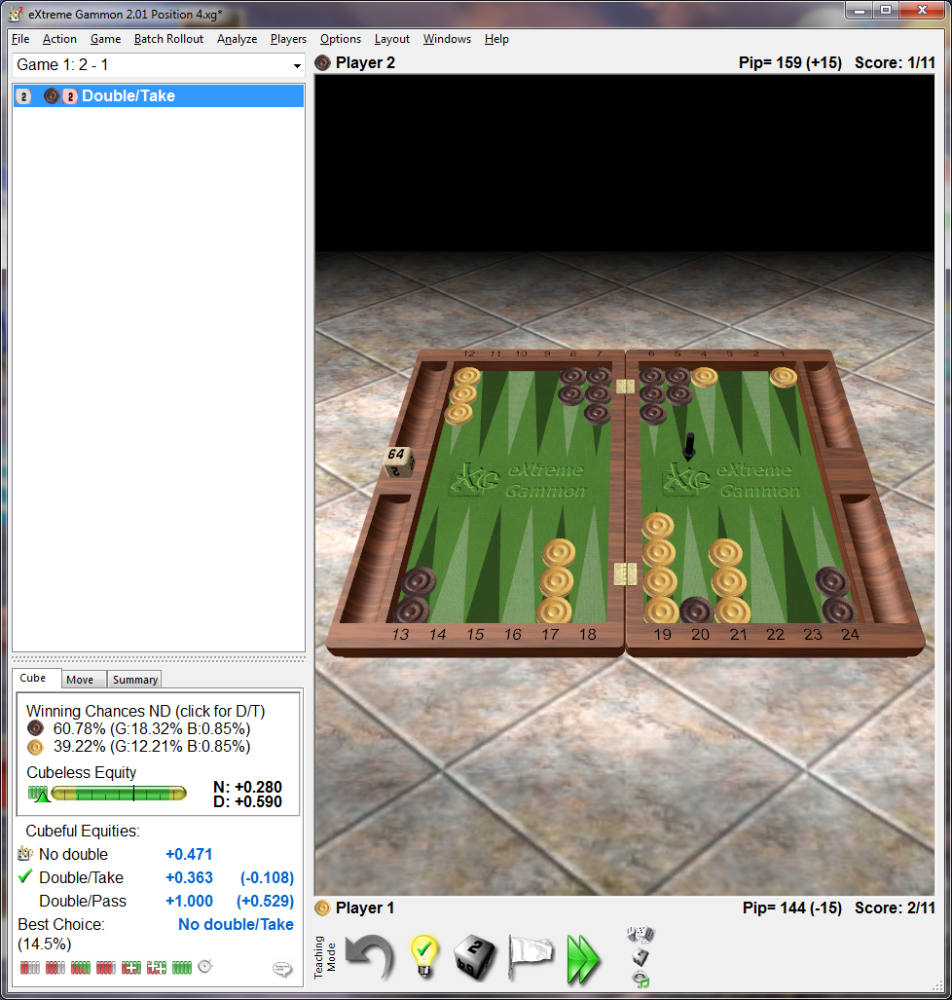 eXtreme Gammon 2.01 Position 4.xg*
File Action Game Batch Rollout Analyze Players Options Layout Windows Help
Game 1: 2 - 1
Player 2 Pip= 159 (+15) Score: 1/11
2 2 Double/Take
12 11 10 9 8 7 6 5 4 3 2 1
64
2
XG eXtreme Gammon XG eXtreme Gammon
13 14 15 16 17 18 19 20 21 22 23 24
Cube Move Summary
Winning Chances ND (click for D/T)
60.78% (G:18.32% B:0.85%)
39.22% (G:12.21% B:0.85%)
Cubeless Equity
N: +0.280
D: +0.590
Cubeful Equities:
No double +0.471
Double/Take +0.363 (-0.108)
Double/Pass +1.000 (+0.529)
Best Choice: No double/Take
(14.5%)
Player 1 Pip= 144 (-15) Score: 2/11
Teaching
Mode
2